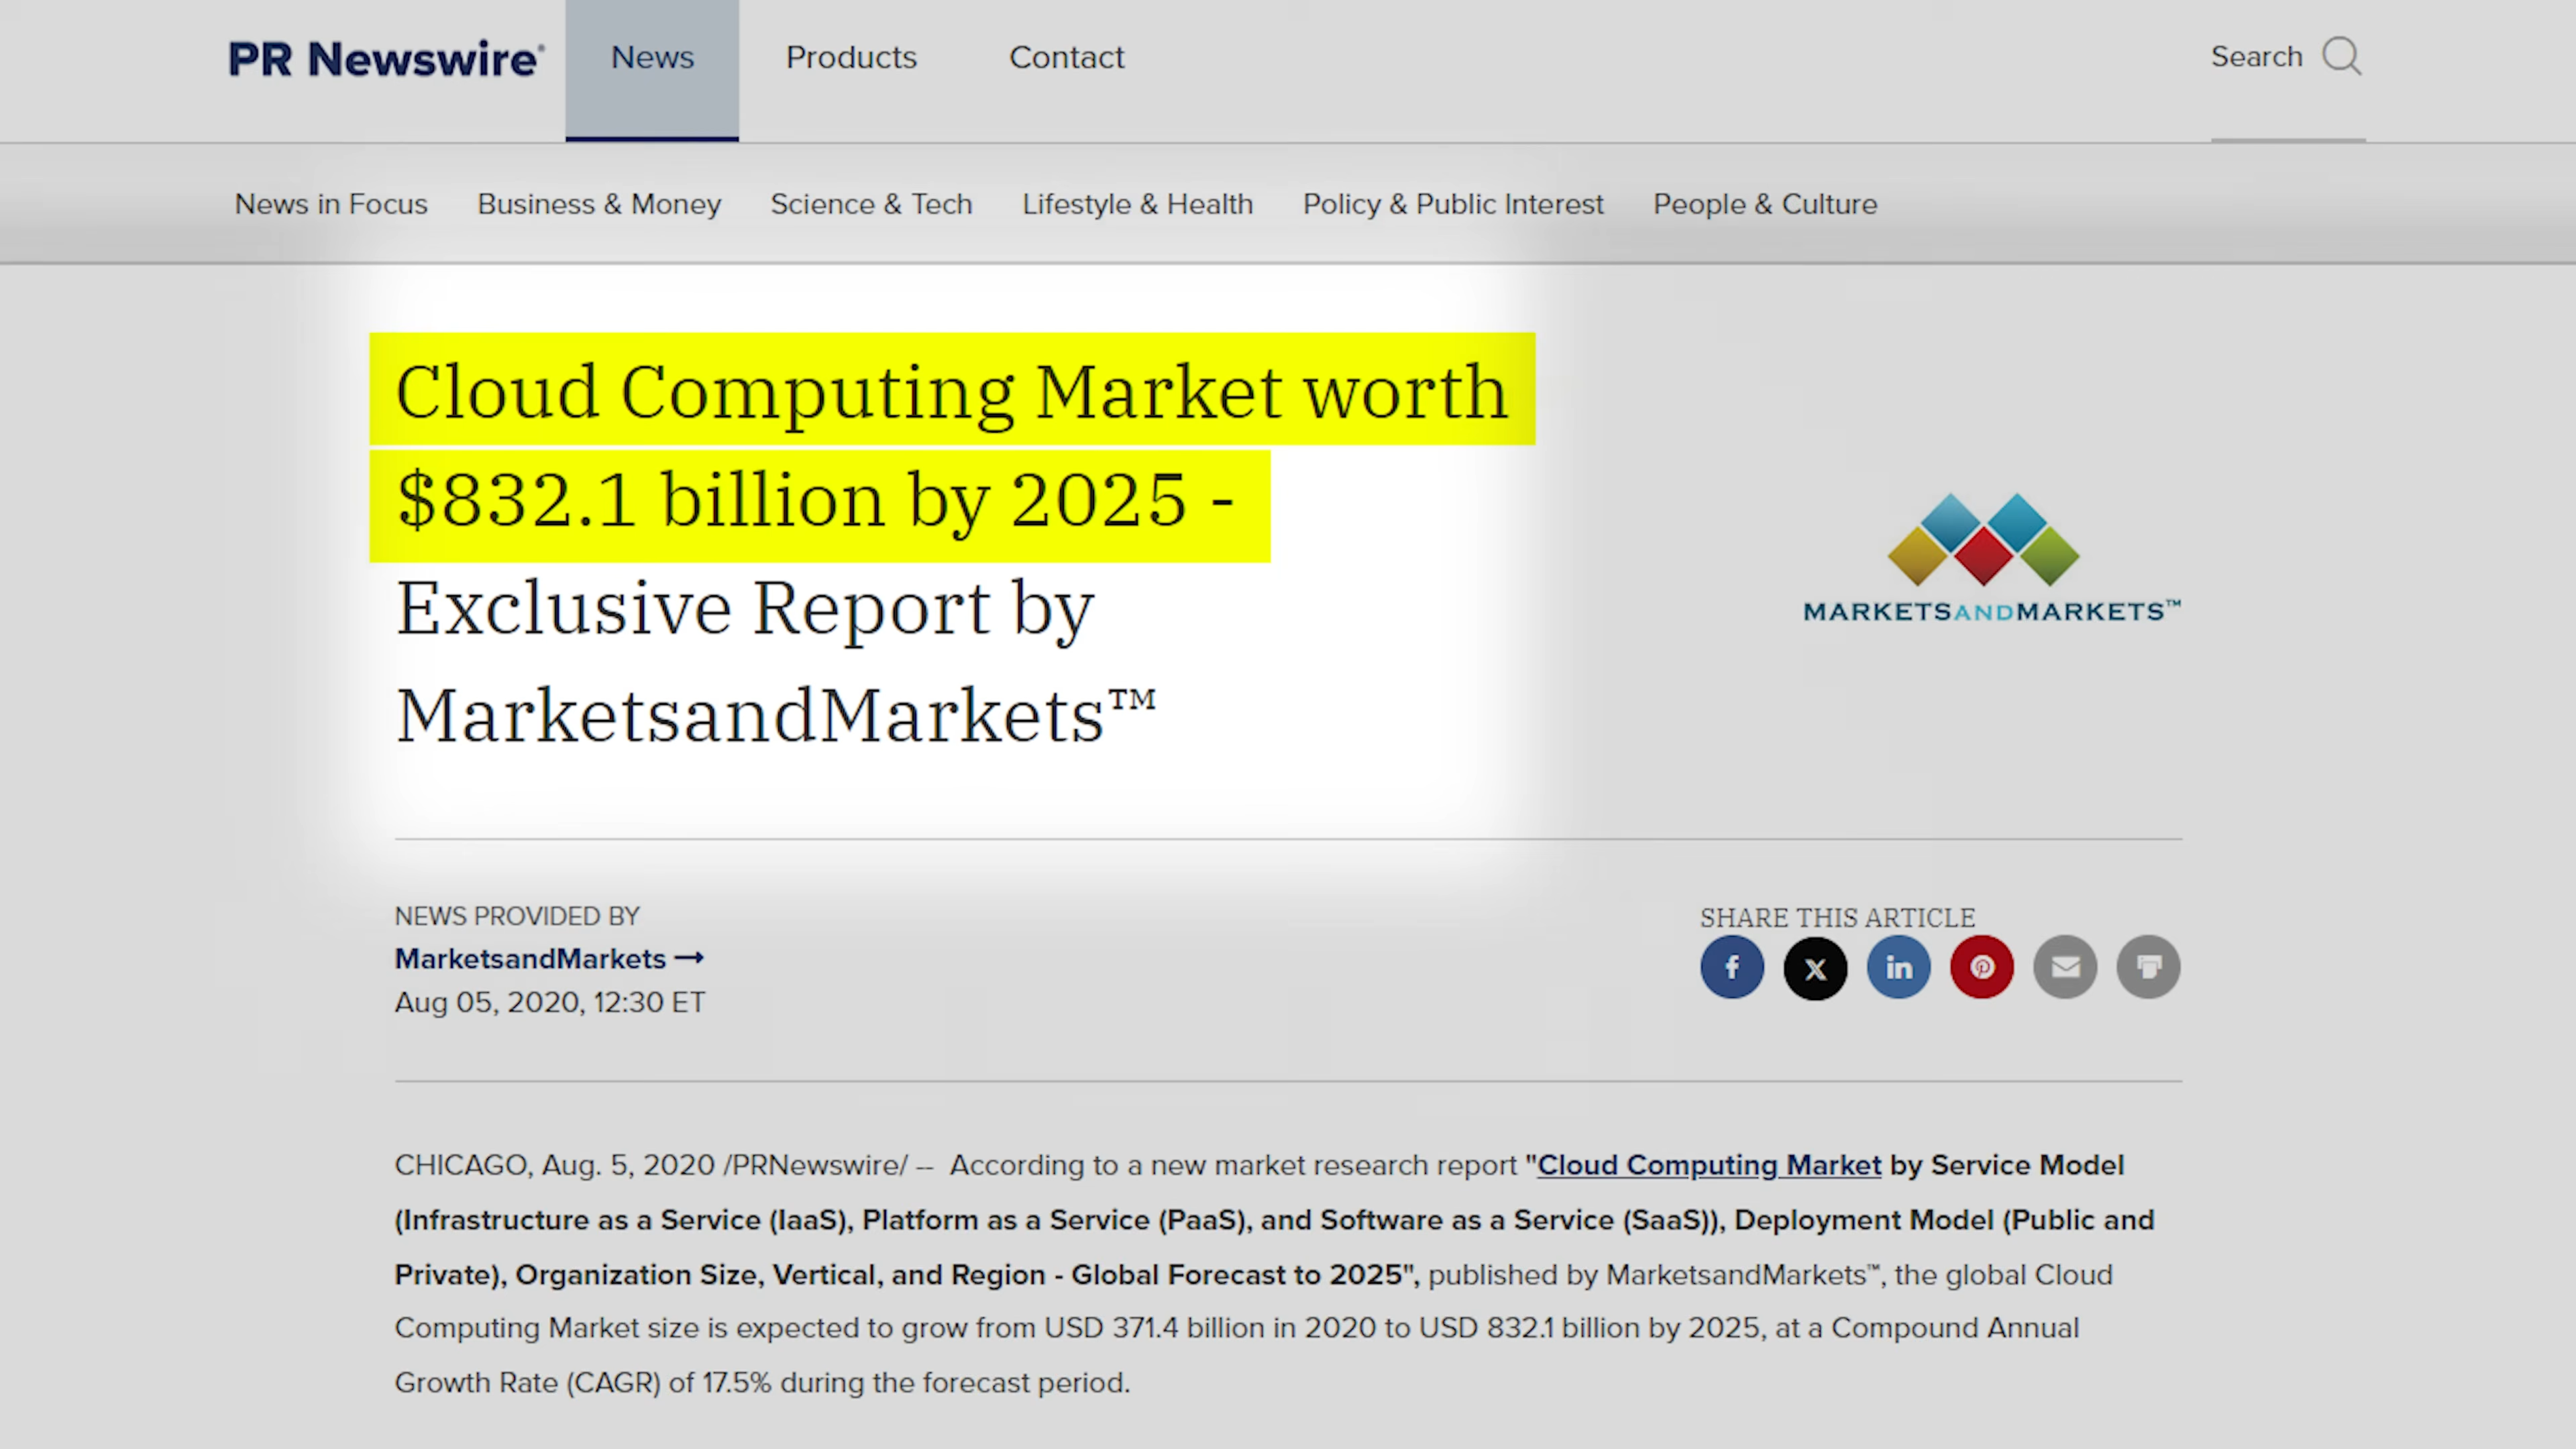 PR Newswire® News Products Contact Search
News in Focus Business & Money Science & Tech Lifestyle & Health Policy & Public Interest People & Culture
Cloud Computing Market worth
$832.1 billion by 2025 -
Exclusive Report by
MarketsandMarkets™
MARKETSANDMARKETS™
NEWS PROVIDED BY
MarketsandMarkets →
Aug 05, 2020, 12:30 ET
SHARE THIS ARTICLE
CHICAGO, Aug. 5, 2020 /PRNewswire/ -- According to a new market research report "Cloud Computing Market by Service Model
(Infrastructure as a Service (IaaS), Platform as a Service (PaaS), and Software as a Service (SaaS)), Deployment Model (Public and
Private), Organization Size, Vertical, and Region - Global Forecast to 2025", published by MarketsandMarkets™, the global Cloud
Computing Market size is expected to grow from USD 371.4 billion in 2020 to USD 832.1 billion by 2025, at a Compound Annual
Growth Rate (CAGR) of 17.5% during the forecast period.